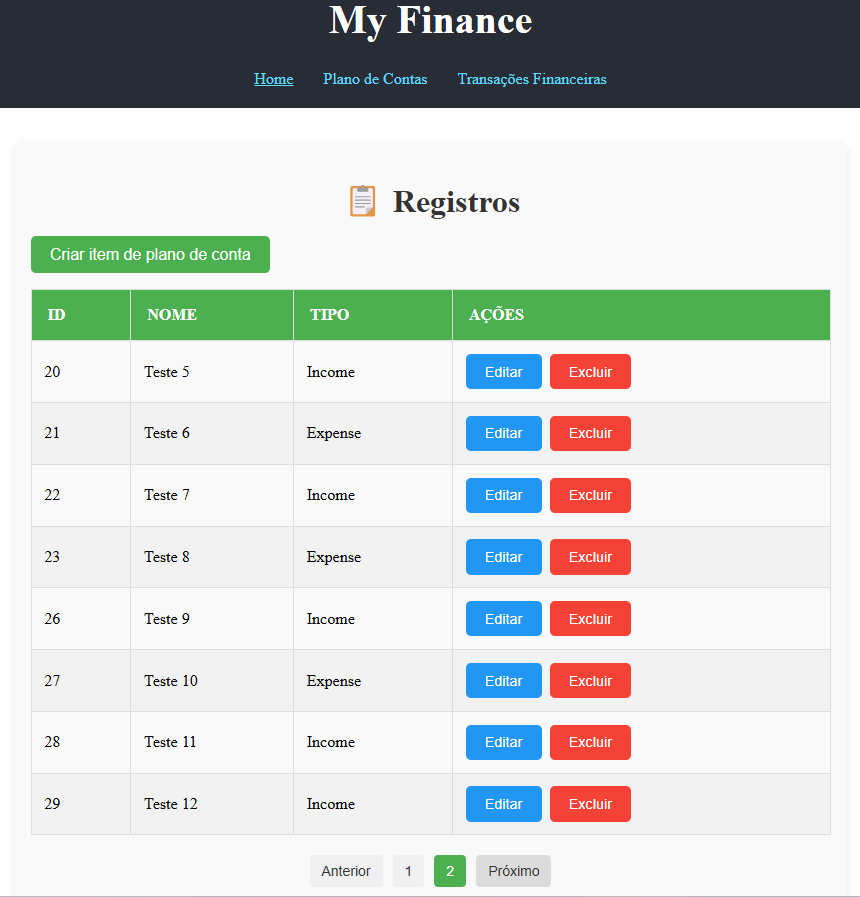 My Finance
Home Plano de Contas Transações Financeiras
Registros
Criar item de plano de conta
ID NOME TIPO AÇÕES
20 Teste 5 Income Editar Excluir
21 Teste 6 Expense Editar Excluir
22 Teste 7 Income Editar Excluir
23 Teste 8 Expense Editar Excluir
26 Teste 9 Income Editar Excluir
27 Teste 10 Expense Editar Excluir
28 Teste 11 Income Editar Excluir
29 Teste 12 Income Editar Excluir
Anterior 1 2 Próximo